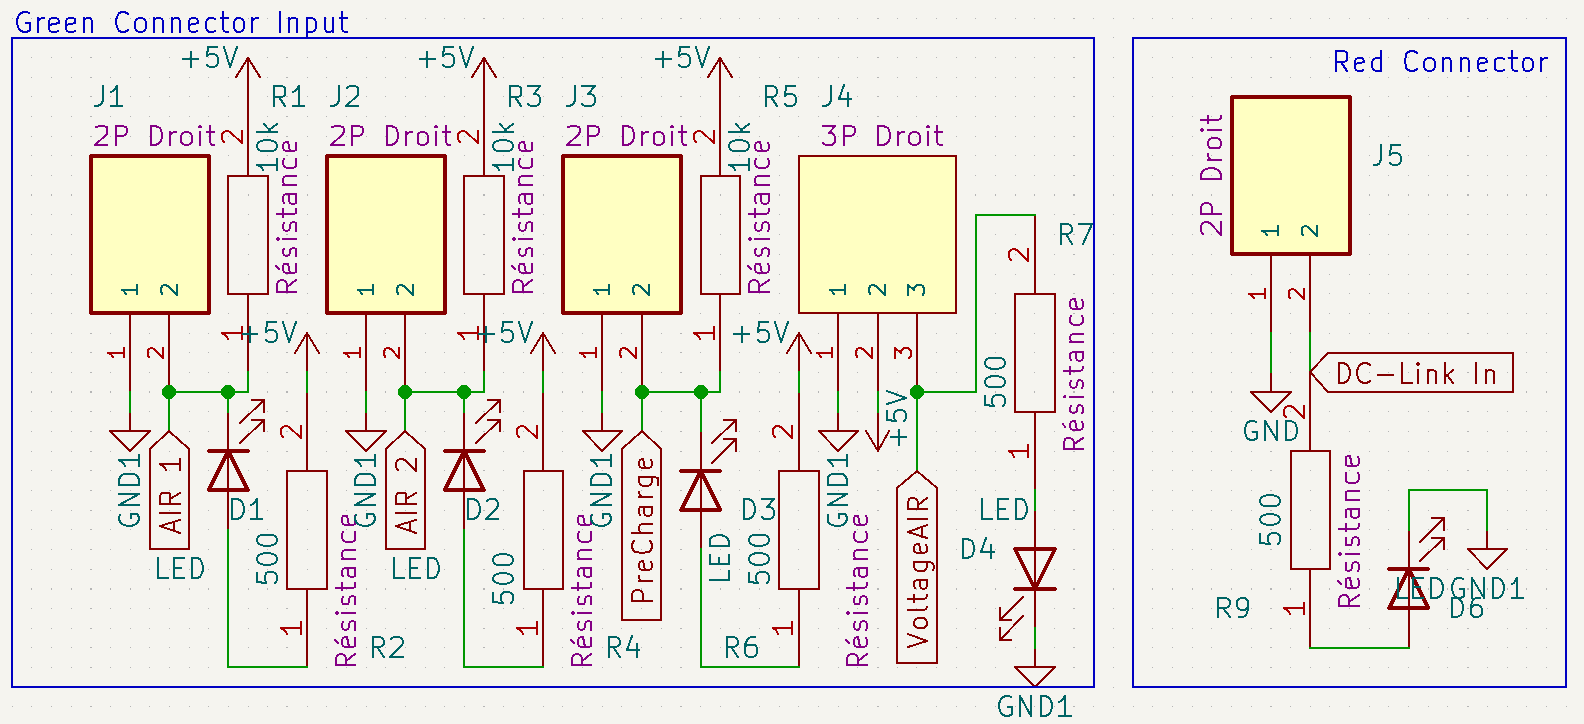 Green Connector Input
+5V
J1
R1
2P Droit
2
10k
Résistance
1
2
1
1
2
AIR 1
GND1
D1
LED
+5V
2
500
1
Résistance
R2
+5V
J2
R3
2P Droit
2
10k
Résistance
1
2
1
1
2
AIR 2
GND1
D2
LED
+5V
2
500
1
Résistance
R4
+5V
J3
R5
2P Droit
2
10k
Résistance
1
2
1
1
2
PreCharge
GND1
D3
LED
+5V
2
500
1
Résistance
R6
J4
3P Droit
1
2
3
1
2
3
GND1
+5V
VoltageAIR
R7
2
500
Résistance
1
LED
D4
GND1
Red Connector
2P Droit
J5
1
2
1
2
DC-Link In
GND
2
500
Résistance
R9
1
LED
GND1
D6